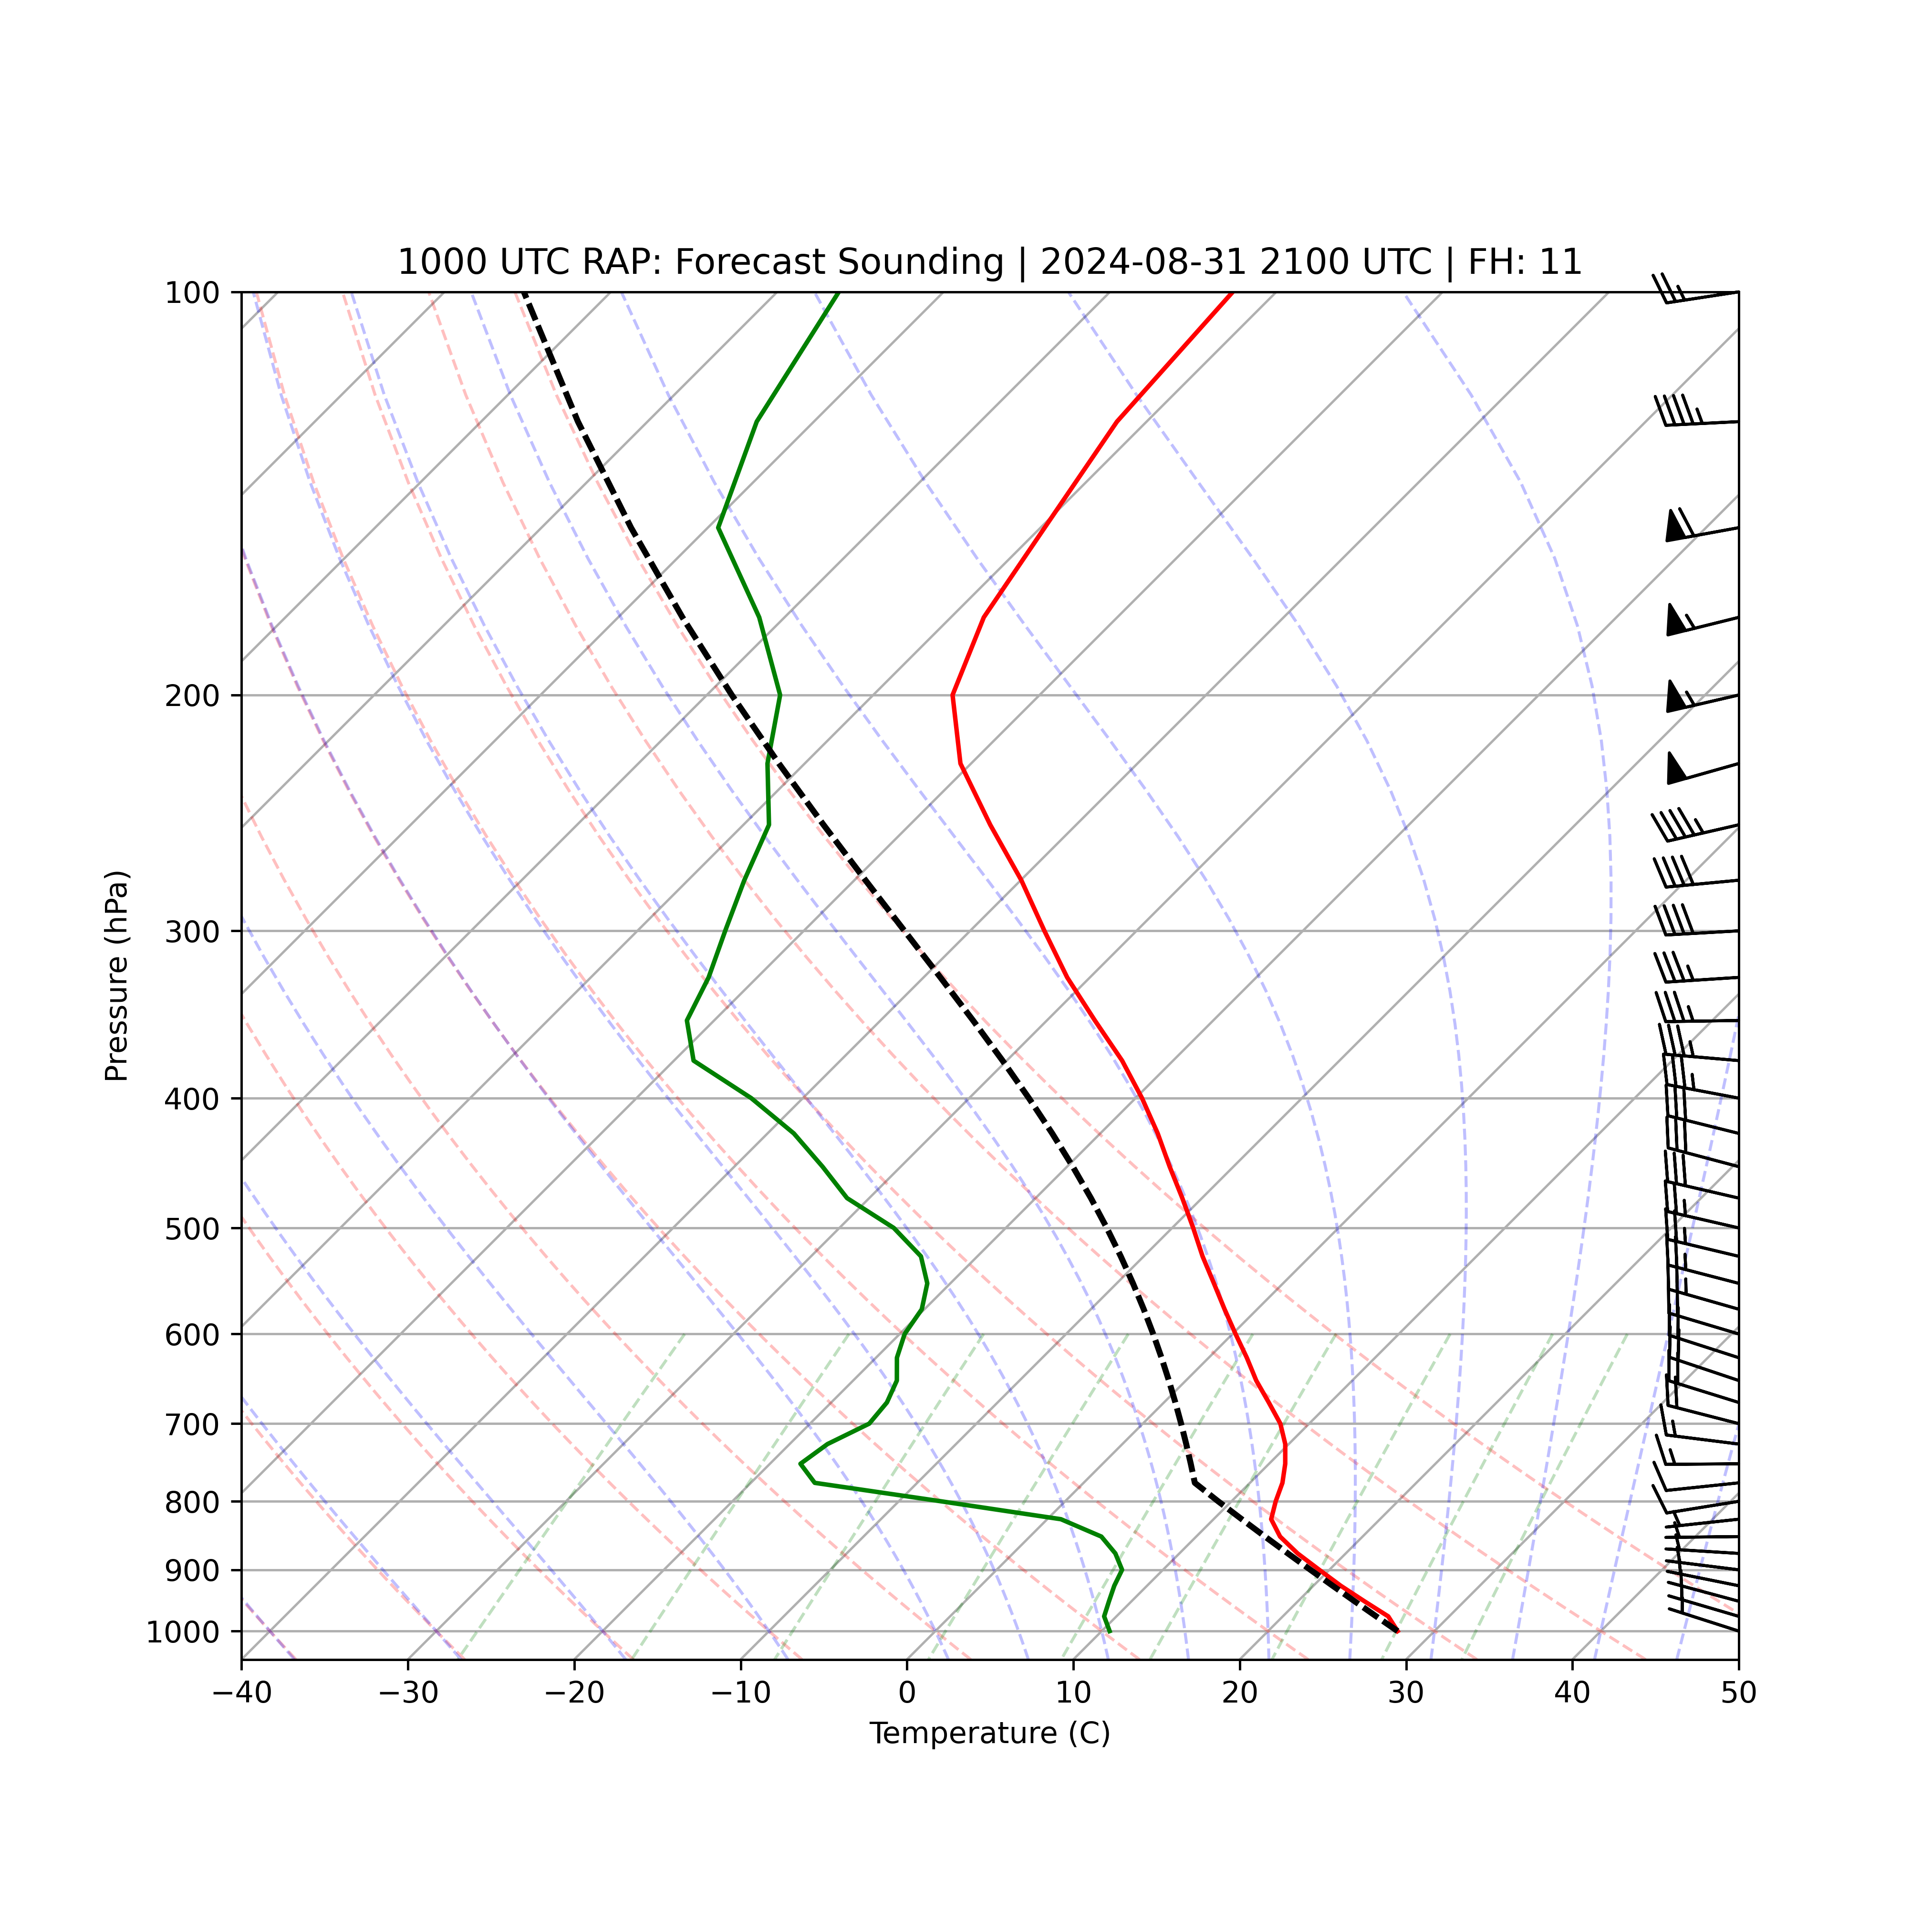 1000 UTC RAP: Forecast Sounding | 2024-08-31 2100 UTC | FH: 11
100
200
300
400
500
600
700
800
900
1000
Pressure (hPa)
−40 −30 −20 −10 0 10 20 30 40 50
Temperature (C)